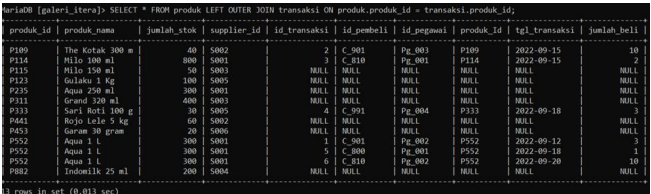 MariaDB [galeri_itera]> SELECT * FROM produk LEFT OUTER JOIN transaksi ON produk.produk_id = transaksi.produk_id;
| produk_id | produk_nama | jumlah_stok | supplier_id | id_transaksi | id_pembeli | id_pegawai | produk_Id | tgl_transaksi | jumlah_beli |
| P109 | The Kotak 300 m | 40 | S002 | 2 | C_901 | Pg_003 | P109 | 2022-09-15 | 10 |
| P114 | Milo 100 ml | 800 | S001 | 3 | C_810 | Pg_001 | P114 | 2022-09-15 | 2 |
| P115 | Milo 150 ml | 50 | S003 | NULL | NULL | NULL | NULL | NULL | NULL |
| P123 | Gulaku 1 Kg | 100 | S005 | NULL | NULL | NULL | NULL | NULL | NULL |
| P235 | Aqua 250 ml | 300 | S001 | NULL | NULL | NULL | NULL | NULL | NULL |
| P311 | Grand 320 ml | 400 | S003 | NULL | NULL | NULL | NULL | NULL | NULL |
| P333 | Sari Roti 100 g | 30 | S005 | 4 | C_991 | Pg_004 | P333 | 2022-09-18 | 3 |
| P441 | Rojo Lele 5 kg | 60 | S002 | NULL | NULL | NULL | NULL | NULL | NULL |
| P453 | Garam 30 gram | 20 | S006 | NULL | NULL | NULL | NULL | NULL | NULL |
| P552 | Aqua 1 L | 300 | S001 | 1 | C_901 | Pg_002 | P552 | 2022-09-12 | 3 |
| P552 | Aqua 1 L | 300 | S001 | 5 | C_800 | Pg_001 | P552 | 2022-09-18 | 1 |
| P552 | Aqua 1 L | 300 | S001 | 6 | C_810 | Pg_002 | P552 | 2022-09-20 | 10 |
| P882 | Indomilk 25 ml | 200 | S004 | NULL | NULL | NULL | NULL | NULL | NULL |
13 rows in set (0.013 sec)